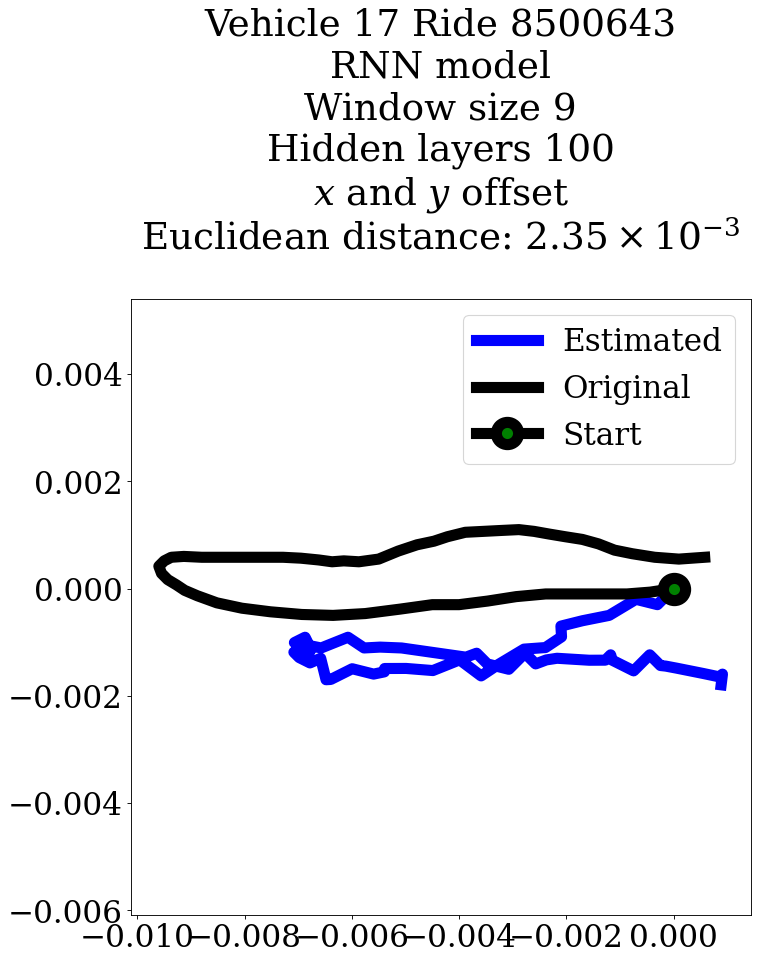 Vehicle 17 Ride 8500643
RNN model
Window size 9
Hidden layers 100
x and y offset
Euclidean distance: 2.35 × 10⁻³
Estimated
Original
Start
0.004
0.002
0.000
−0.002
−0.004
−0.006
−0.010 −0.008 −0.006 −0.004 −0.002 0.000